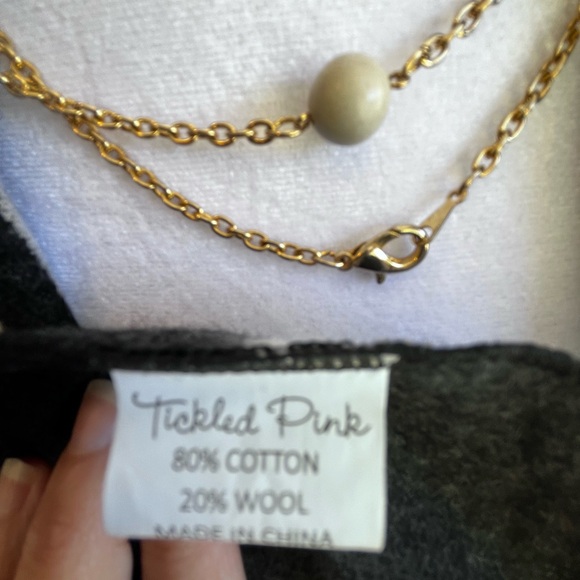 Tickled Pink
80% COTTON
20% WOOL
MADE IN CHINA